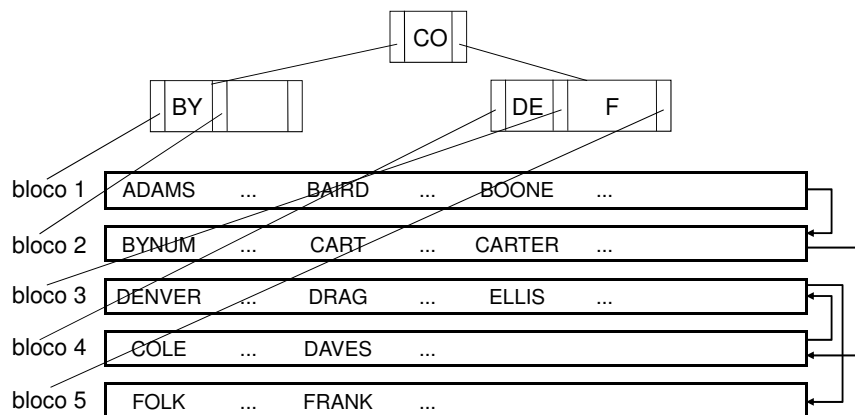 CO
BY DE F
bloco 1 ADAMS ... BAIRD ... BOONE ...
bloco 2 BYNUM ... CART ... CARTER ...
bloco 3 DENVER ... DRAG ... ELLIS ...
bloco 4 COLE ... DAVES ...
bloco 5 FOLK ... FRANK ...